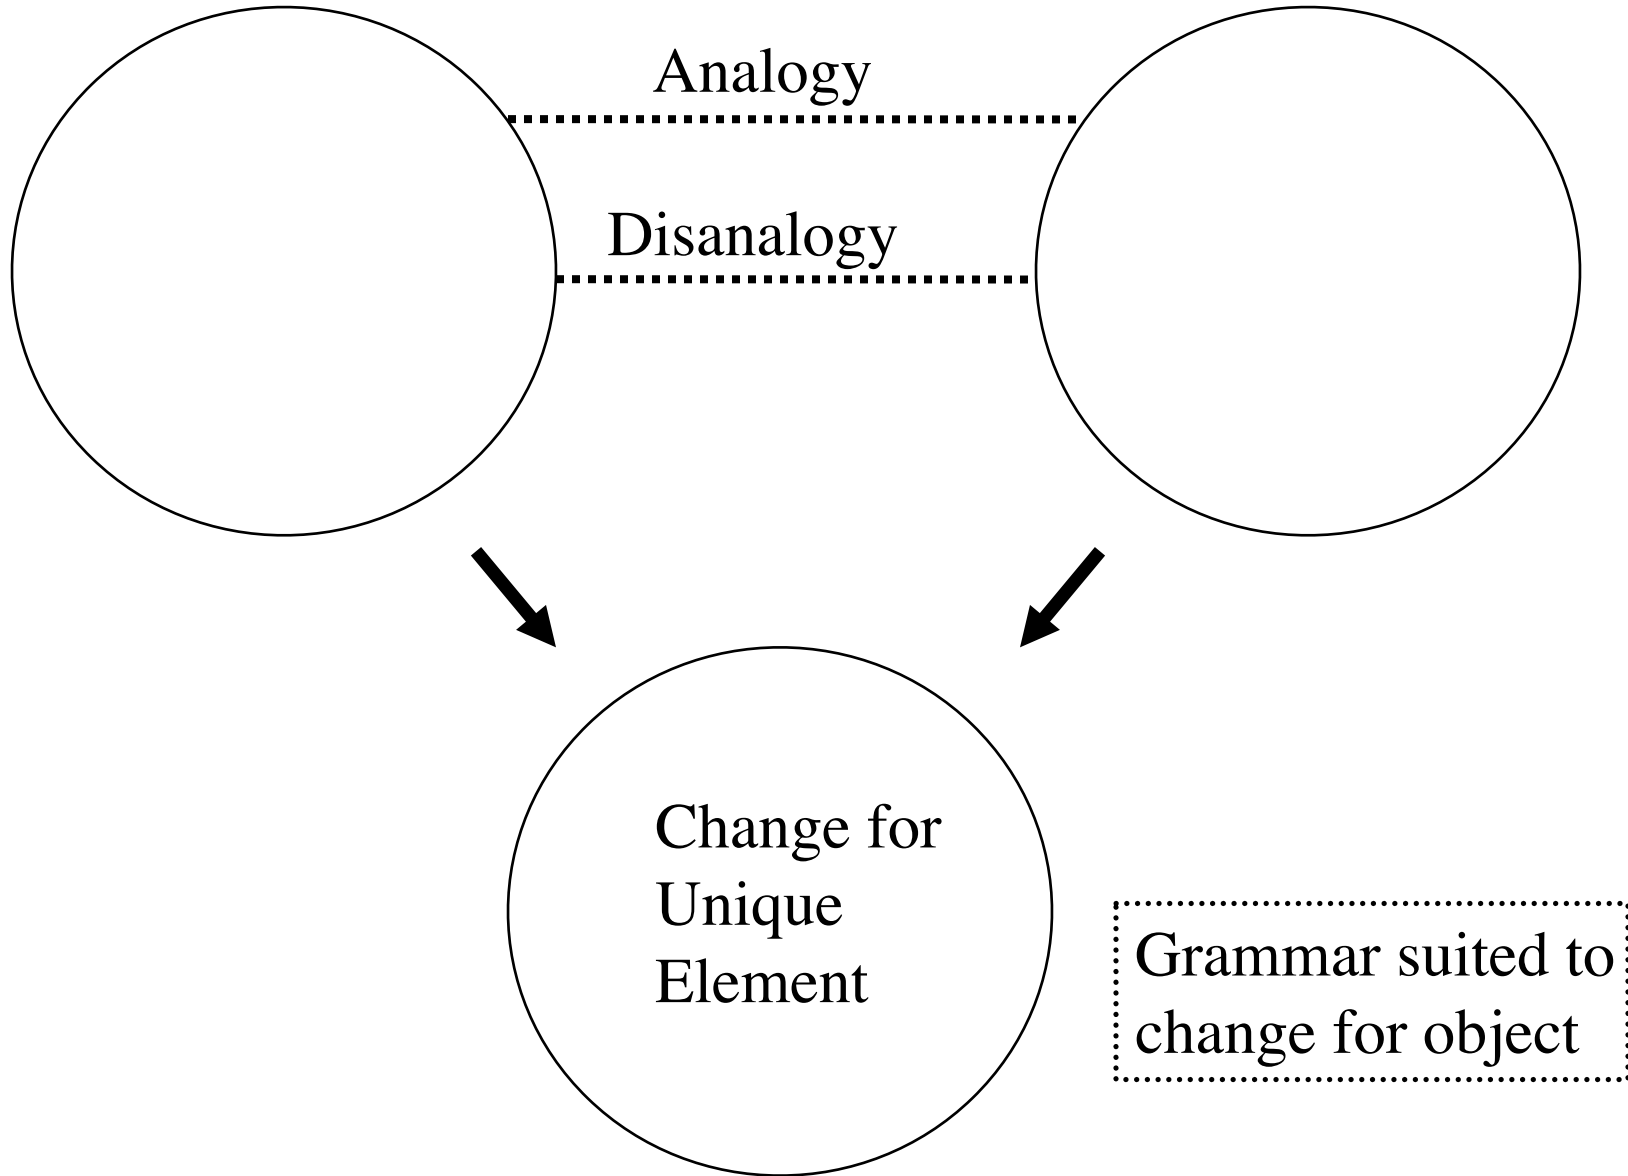 Analogy
Disanalogy
Change for
Unique
Element
Grammar suited to
change for object